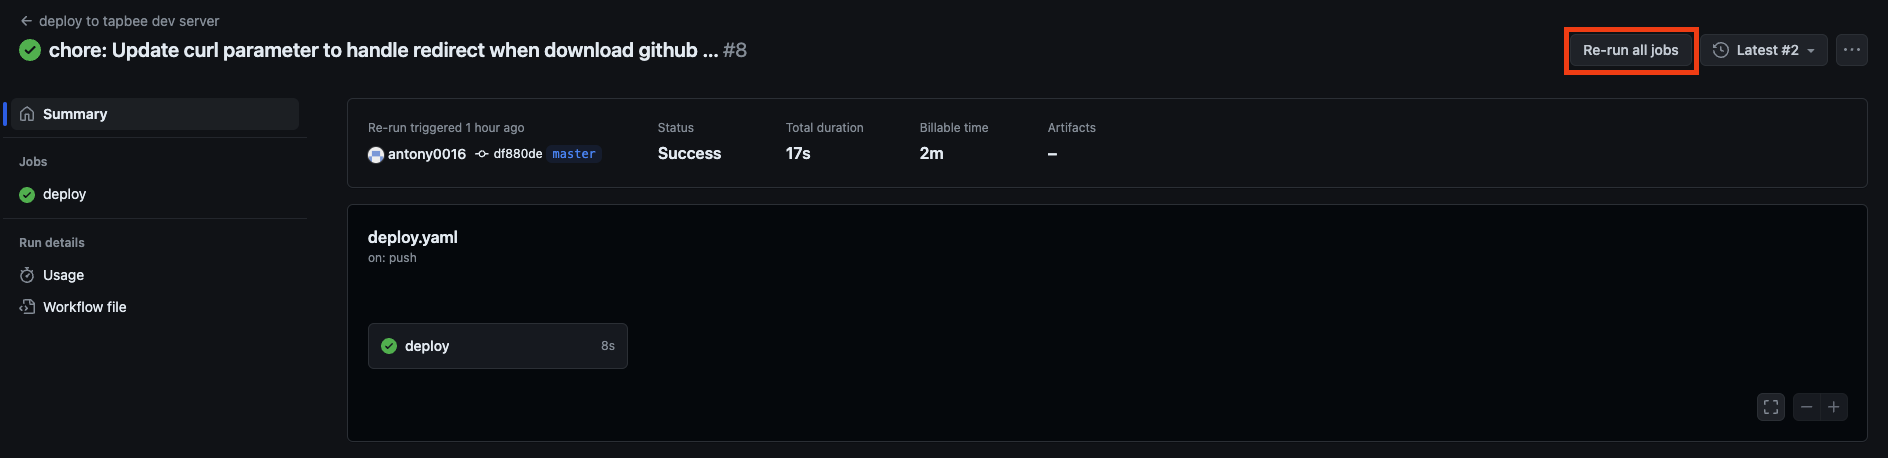 ← deploy to tapbee dev server
chore: Update curl parameter to handle redirect when download github ... #8
Re-run all jobs
Latest #2
Summary
Jobs
deploy
Run details
Usage
Workflow file
Re-run triggered 1 hour ago
antony0016 df880de master
Status
Success
Total duration
17s
Billable time
2m
Artifacts
–
deploy.yaml
on: push
deploy 8s